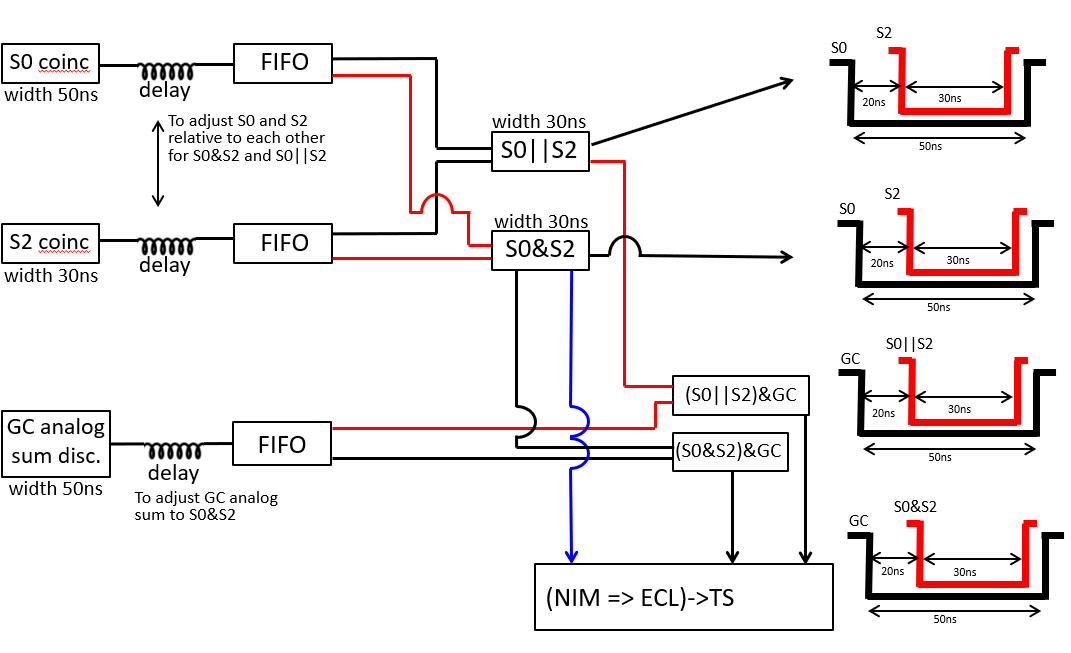 S0 coinc
width 50ns
delay
FIFO
To adjust S0 and S2
relative to each other
for S0&S2 and S0||S2
S2 coinc
width 30ns
delay
FIFO
width 30ns
S0||S2
width 30ns
S0&S2
GC analog
sum disc.
width 50ns
delay
To adjust GC analog
sum to S0&S2
FIFO
(S0||S2)&GC
(S0&S2)&GC
(NIM => ECL)->TS
S0
S2
20ns
30ns
50ns
S0
S2
20ns
30ns
50ns
GC
S0||S2
20ns
30ns
50ns
GC
S0&S2
20ns
30ns
50ns